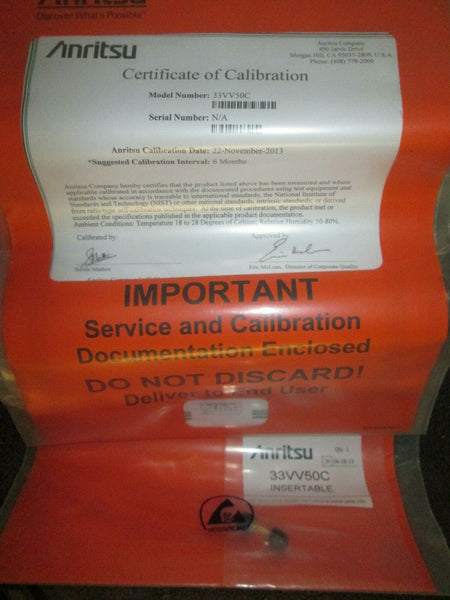 Anritsu
Discover What's Possible
Anritsu
Anritsu Company
490 Jarvis Drive
Morgan Hill, CA 95037-2809, U.S.A.
Phone: (408) 778-2000
Certificate of Calibration
Model Number: 33VV50C
Serial Number: N/A
Anritsu Calibration Date: 22-November-2013
*Suggested Calibration Interval: 6 Months
Anritsu Company hereby certifies that the product listed above has been measured and where
applicable calibrated in accordance with the documented procedures using test equipment and
standards whose accuracy is traceable to the international standards, the National Institute of
Standards and Technology (NIST) or other national standards, intrinsic standards, or derived
from ratio-type self-calibration techniques. At the time of calibration, the product met or
exceeded the specifications published in the applicable product documentation.
Ambient Conditions: Temperature 18 to 28 Degrees of Celsius, Relative Humidity 10-80%.
Calibrated by:
Approved by
Mathew
Eric McLean, Director of Corporate Quality
IMPORTANT
Service and Calibration
Documentation Enclosed
DO NOT DISCARD!
Deliver to End User
Anritsu
Qty 1
33VV50C
INSERTABLE